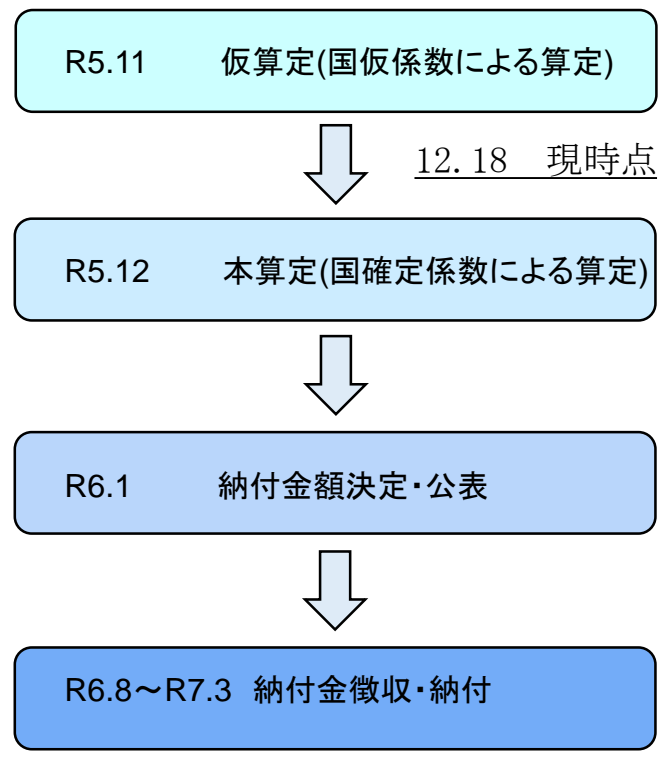 R5.11　仮算定(国仮係数による算定)
12.18　現時点
R5.12　本算定(国確定係数による算定)
R6.1　納付金額決定・公表
R6.8～R7.3 納付金徴収・納付